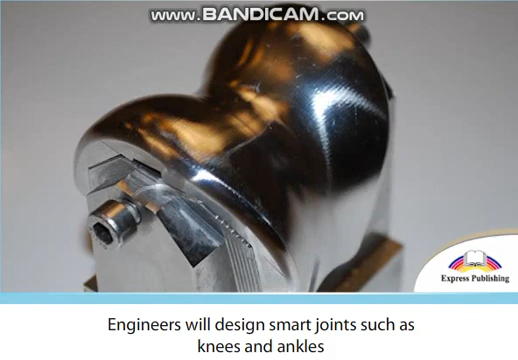 WWW.BANDICAM.COM
Express Publishing
Engineers will design smart joints such as
knees and ankles